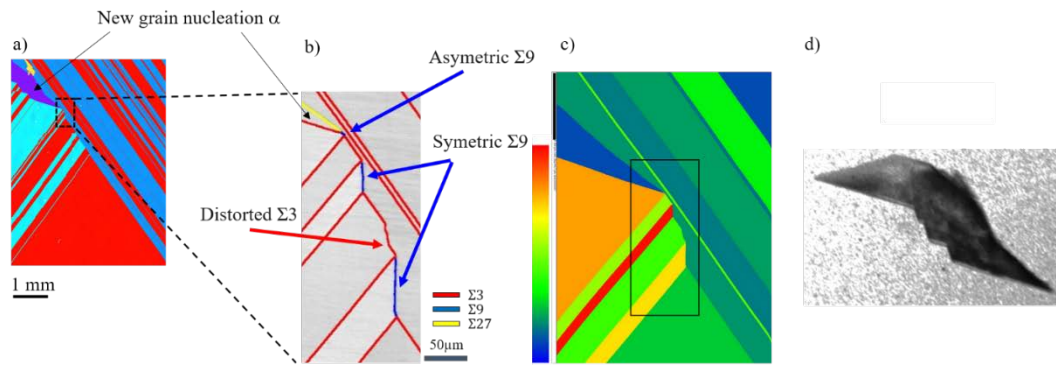 New grain nucleation α
a)
b)
c)
d)
Asymetric Σ9
Symetric Σ9
Distorted Σ3
Σ3
Σ9
Σ27
1 mm
50μm